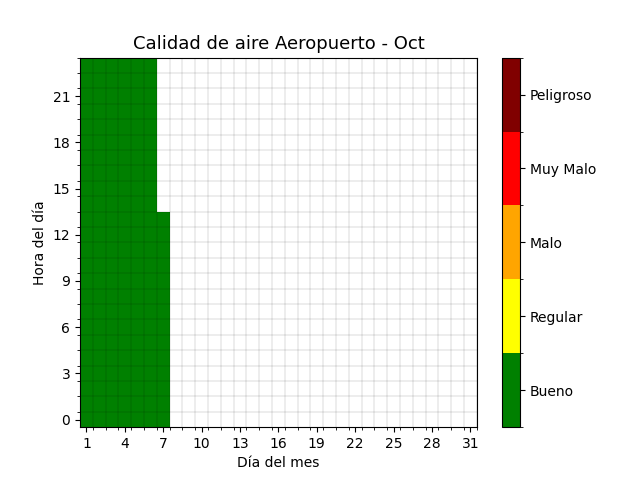 Calidad de aire Aeropuerto - Oct
Hora del día
21
18
15
12
9
6
3
0
1 4 7 10 13 16 19 22 25 28 31
Día del mes
Peligroso
Muy Malo
Malo
Regular
Bueno